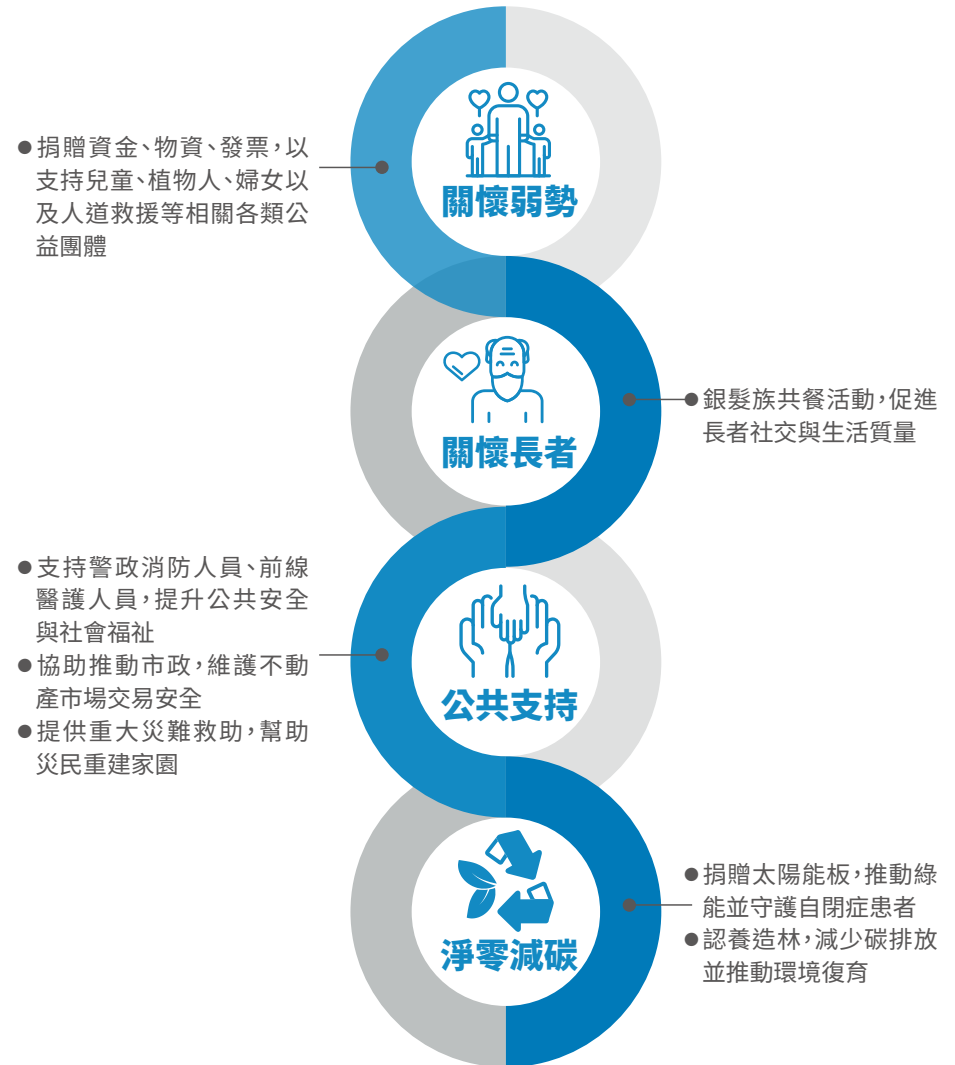 ●捐贈資金、物資、發票，以
支持兒童、植物人、婦女以
及人道救援等相關各類公
益團體
關懷弱勢
關懷長者
●銀髮族共餐活動，促進
長者社交與生活質量
●支持警政消防人員、前線
醫護人員，提升公共安全
與社會福祉
●協助推動市政，維護不動
產市場交易安全
●提供重大災難救助，幫助
災民重建家園
公共支持
淨零減碳
●捐贈太陽能板，推動綠
能並守護自閉症患者
●認養造林，減少碳排放
並推動環境復育